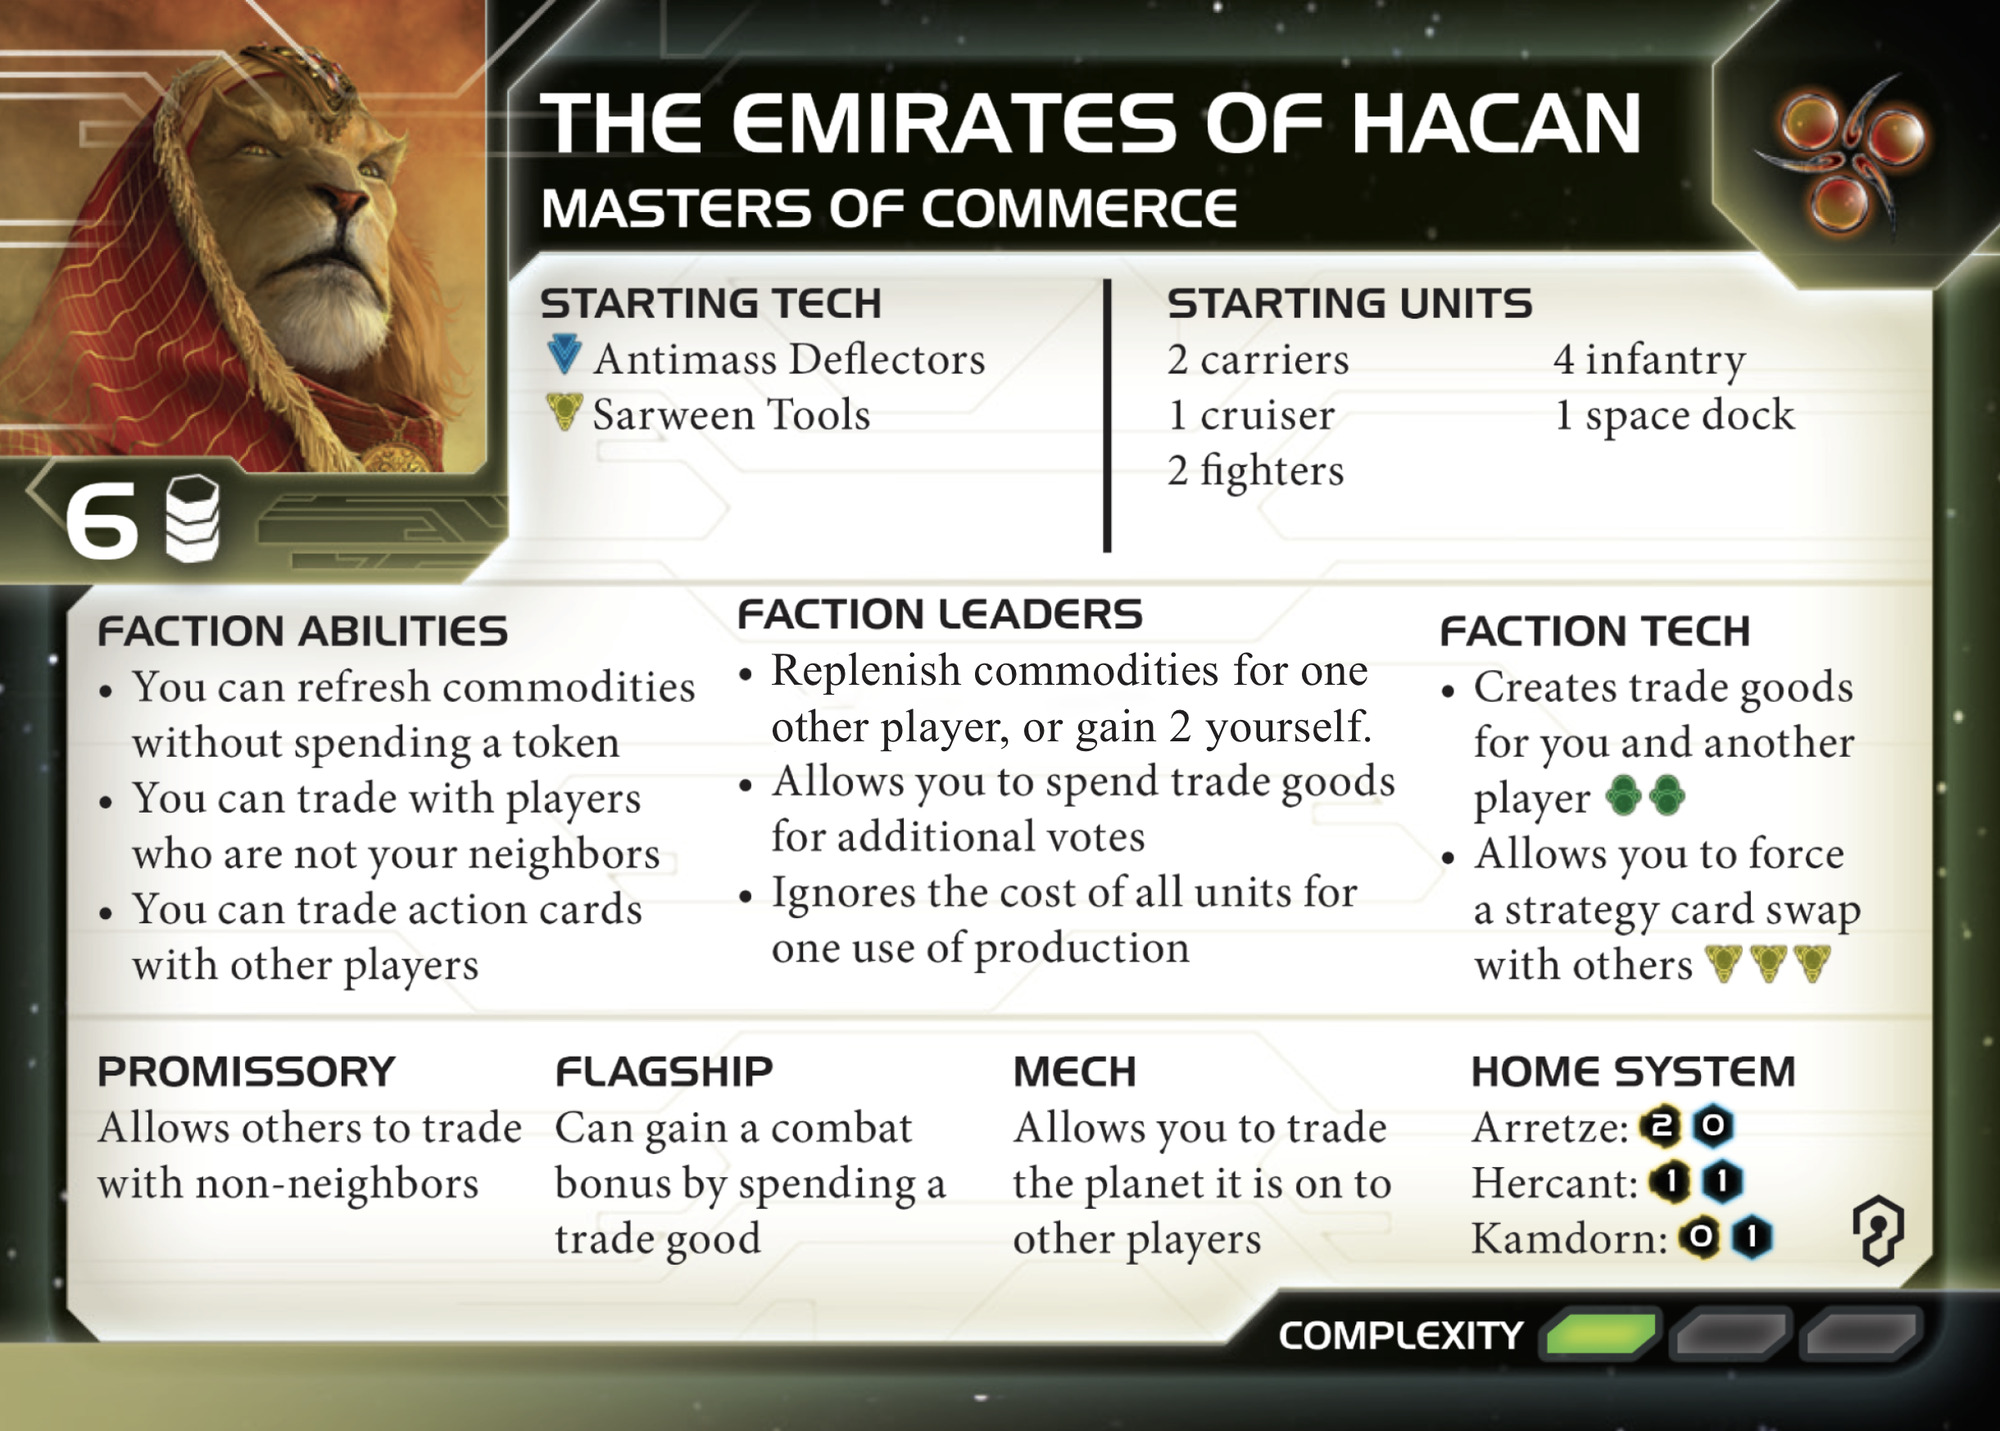 THE EMIRATES OF HACAN
MASTERS OF COMMERCE
6
STARTING TECH
Antimass Deflectors
Sarween Tools
STARTING UNITS
2 carriers
1 cruiser
2 fighters
4 infantry
1 space dock
FACTION ABILITIES
• You can refresh commodities
without spending a token
• You can trade with players
who are not your neighbors
• You can trade action cards
with other players
FACTION LEADERS
• Replenish commodities for one
other player, or gain 2 yourself.
• Allows you to spend trade goods
for additional votes
• Ignores the cost of all units for
one use of production
FACTION TECH
• Creates trade goods
for you and another
player
• Allows you to force
a strategy card swap
with others
PROMISSORY
Allows others to trade
with non-neighbors
FLAGSHIP
Can gain a combat
bonus by spending a
trade good
MECH
Allows you to trade
the planet it is on to
other players
HOME SYSTEM
Arretze: 2 0
Hercant: 1 1
Kamdorn: 0 1
COMPLEXITY